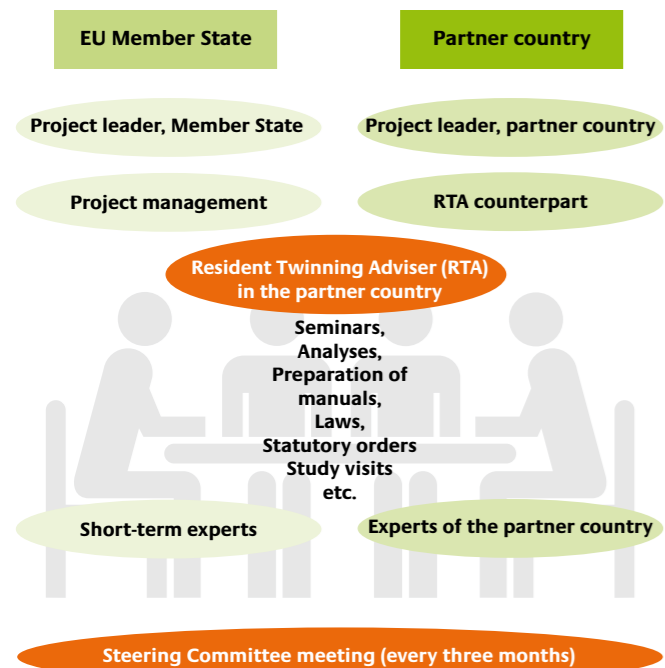 EU Member State
Partner country
Project leader, Member State
Project leader, partner country
Project management
RTA counterpart
Resident Twinning Adviser (RTA)
in the partner country
Seminars,
Analyses,
Preparation of
manuals,
Laws,
Statutory orders
Study visits
etc.
Short-term experts
Experts of the partner country
Steering Committee meeting (every three months)